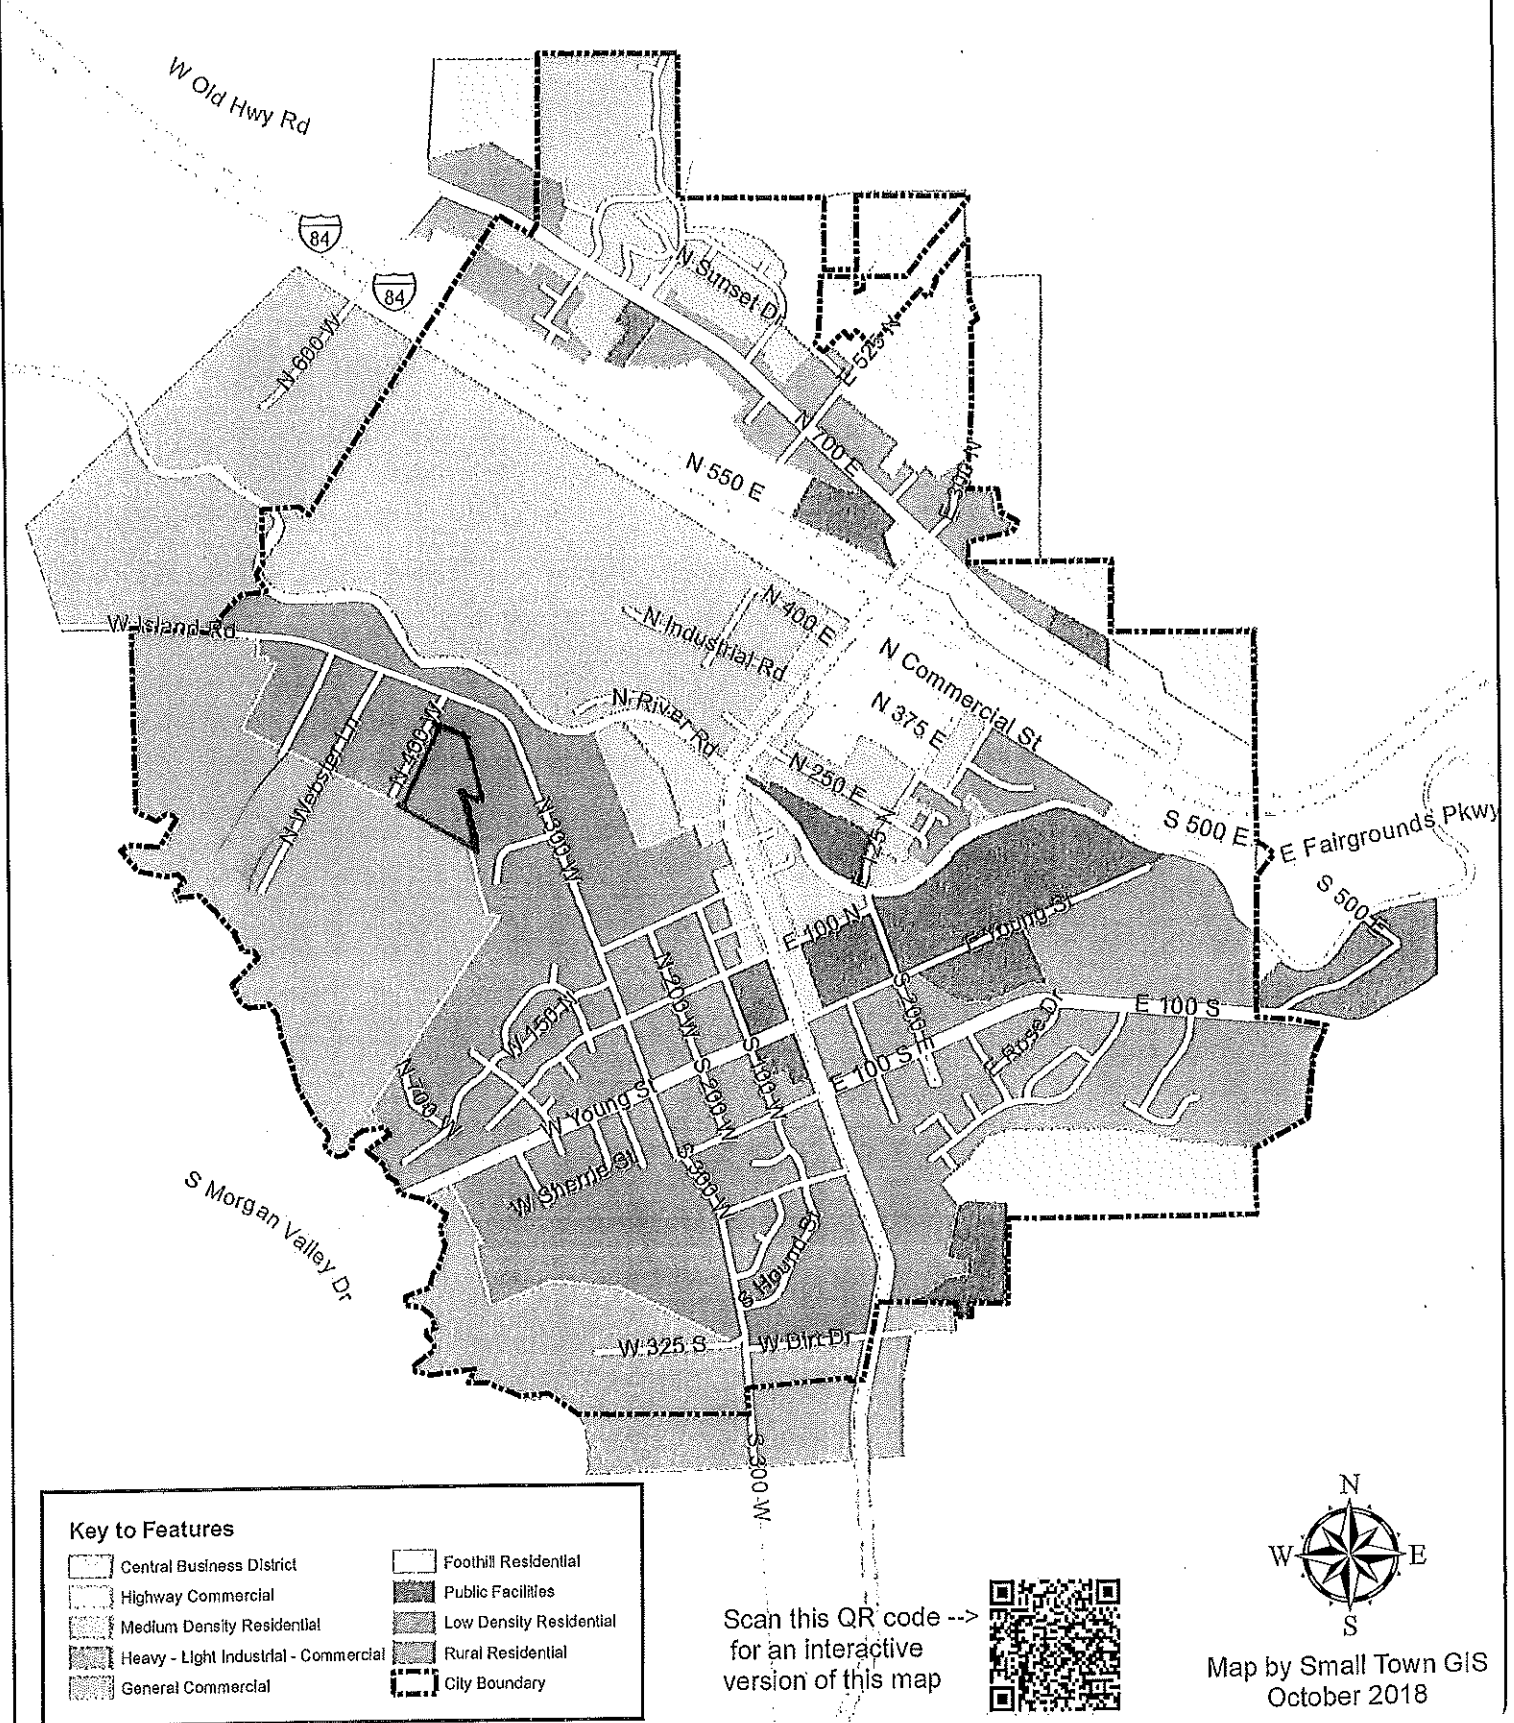 W Old Hwy Rd
84
84
N 600 W
N Sunset Dr
E 525 N
N 700 E
N 550 E
E 300 N
N 400 E
N Industrial Rd
W Island Rd
N Commercial St
N River Rd
N 375 E
N 400 W
N Webster Ln
N 250 E
N 300 W
E 125 N
S 500 E
E Fairgrounds Pkwy
S 500 E
E 100 N
E Young St
N 200 W
S 200 E
W 150 N
E 100 S
E Rose Dr
S 100 W
E 100 S
N 700 W
S 200 W
W Young St
W Sherrie St
S 300 W
S Morgan Valley Dr
S Hound St
W 325 S
W Birt Dr
S 300 W
Key to Features
Central Business District
Highway Commercial
Medium Density Residential
Heavy - Light Industrial - Commercial
General Commercial
Foothill Residential
Public Facilities
Low Density Residential
Rural Residential
City Boundary
Scan this QR code -->
for an interactive
version of this map
N
W
E
S
Map by Small Town GIS
October 2018